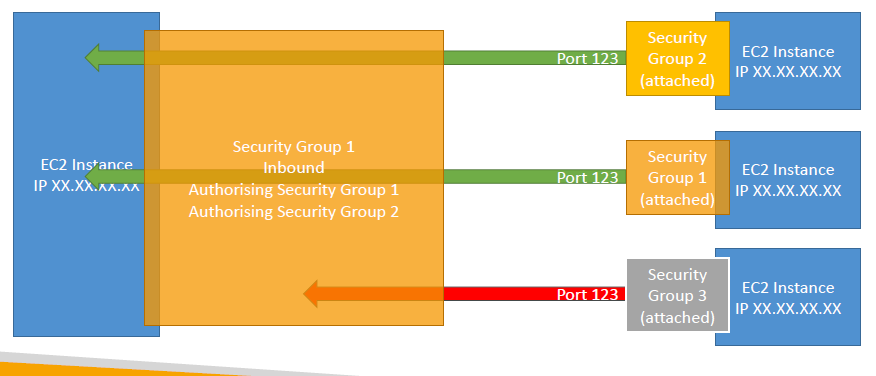 EC2 Instance
IP XX.XX.XX.XX
Security Group 1
Inbound
Authorising Security Group 1
Authorising Security Group 2
Port 123
Security
Group 2
(attached)
EC2 Instance
IP XX.XX.XX.XX
Port 123
Security
Group 1
(attached)
EC2 Instance
IP XX.XX.XX.XX
Port 123
Security
Group 3
(attached)
EC2 Instance
IP XX.XX.XX.XX